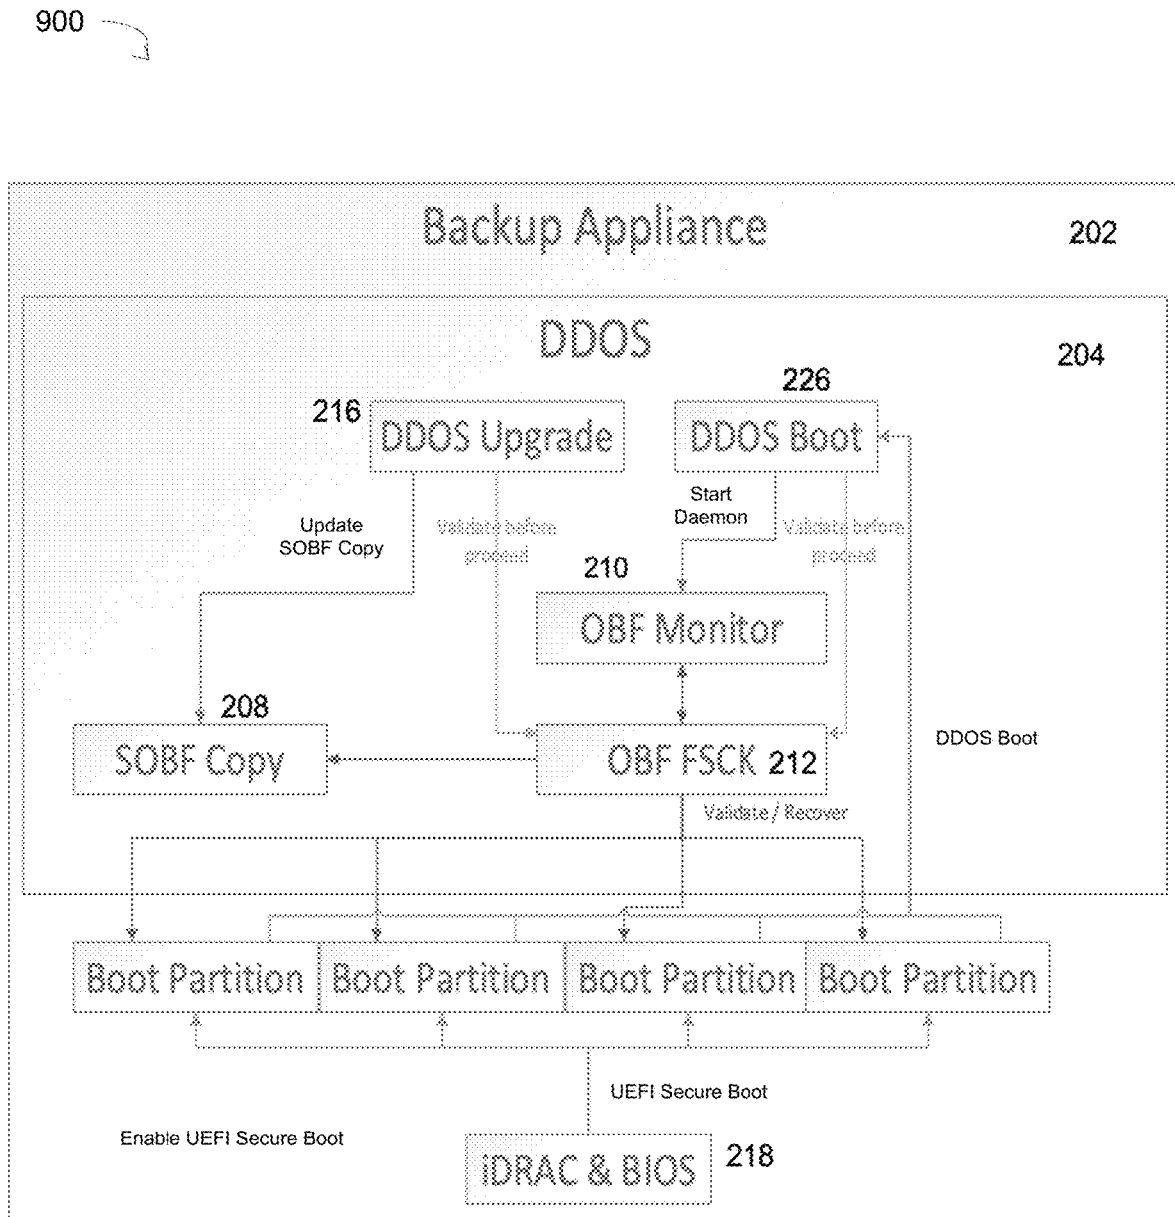 900
Backup Appliance
202
DDOS
204
226
216
DDOS Upgrade
DDOS Boot
Start
Daemon
Update
SOBF Copy
Validate before
proceed
Validate before
proceed
210
OBF Monitor
208
SOBF Copy
OBF FSCK 212
DDOS Boot
Validate / Recover
Boot Partition
Boot Partition
Boot Partition
Boot Partition
UEFI Secure Boot
Enable UEFI Secure Boot
iDRAC & BIOS
218